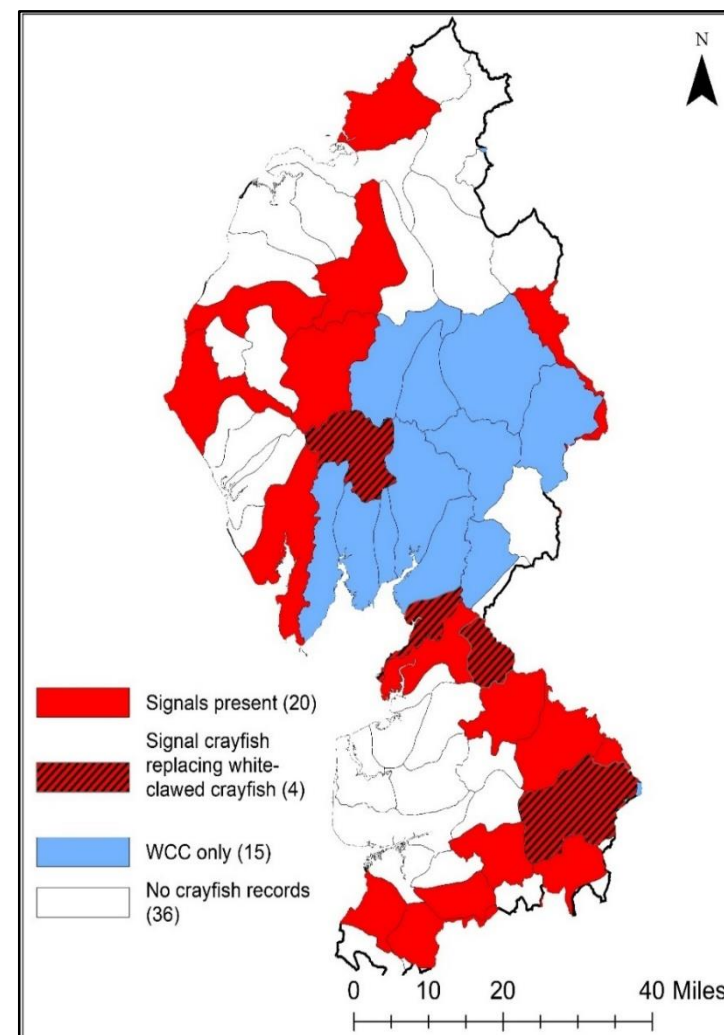 N
Signals present (20)
Signal crayfish
replacing white-
clawed crayfish (4)
WCC only (15)
No crayfish records
(36)
0 10 20 40 Miles